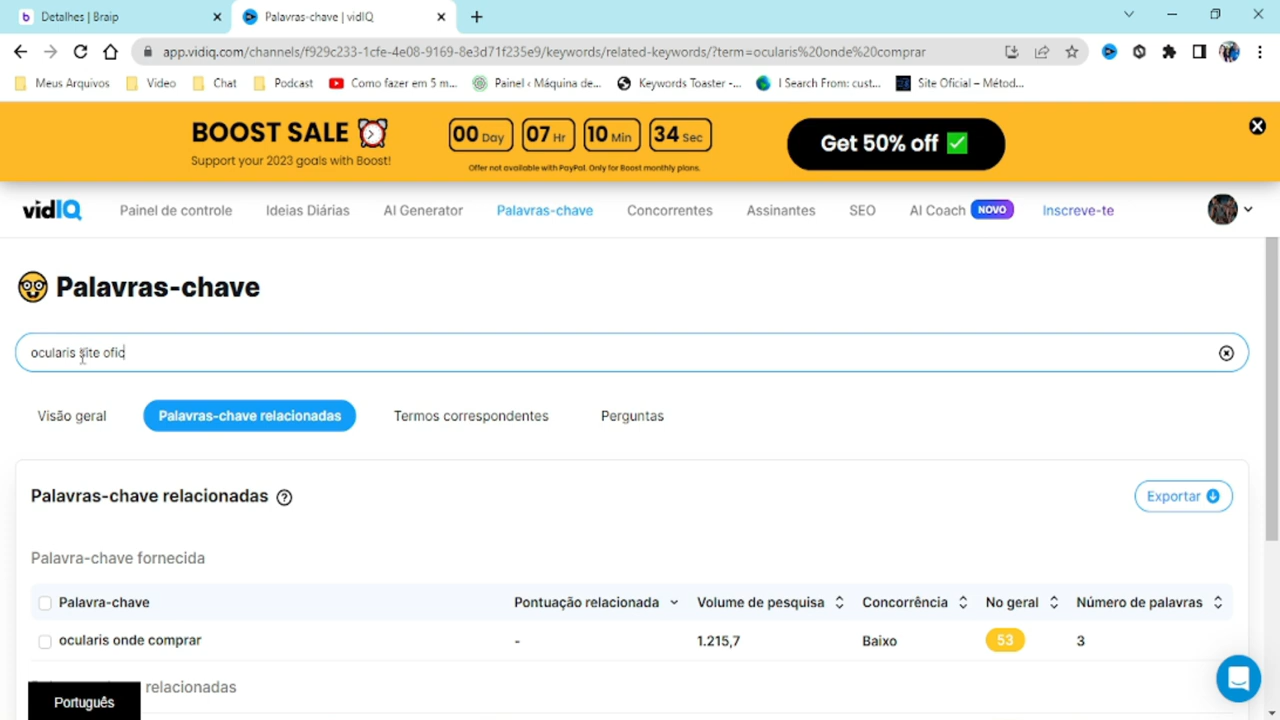 Detalhes | Braip
Palavras-chave | vidIQ
app.vidiq.com/channels/f929c233-1cfe-4e08-9169-8e3d71f235e9/keywords/related-keywords/?term=ocularis%20onde%20comprar
Meus Arquivos
Vídeo
Chat
Podcast
Como fazer em 5 m...
Painel ‹ Máquina de...
Keywords Toaster -...
I Search From: cust...
Site Oficial – Métod...
BOOST SALE
Support your 2023 goals with Boost!
00 Day
07 Hr
10 Min
34 Sec
Offer not available with PayPal. Only for Boost monthly plans.
Get 50% off
vidIQ
Painel de controle
Ideias Diárias
AI Generator
Palavras-chave
Concorrentes
Assinantes
SEO
AI Coach NOVO
Inscreve-te
Palavras-chave
ocularis site ofic
Visão geral
Palavras-chave relacionadas
Termos correspondentes
Perguntas
Palavras-chave relacionadas
Exportar
Palavra-chave fornecida
Palavra-chave
Pontuação relacionada
Volume de pesquisa
Concorrência
No geral
Número de palavras
ocularis onde comprar
-
1.215,7
Baixo
53
3
relacionadas
Português